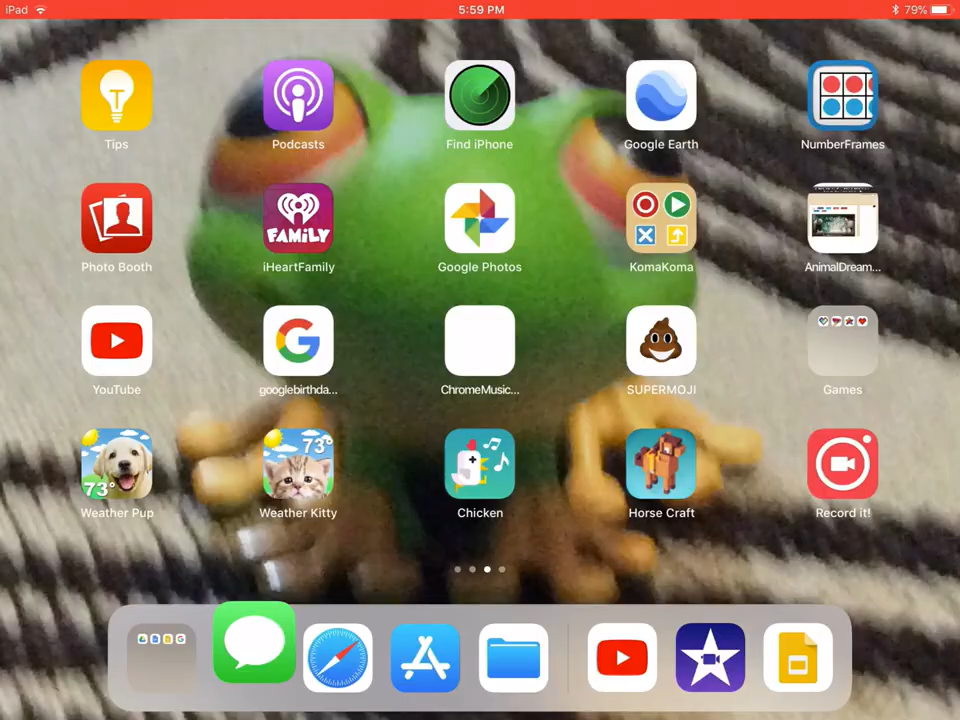 iPad 5:59 PM 79%
Tips Podcasts Find iPhone Google Earth NumberFrames
Photo Booth iHeartFamily Google Photos KomaKoma AnimalDream...
FAMiLY
YouTube googlebirthda... ChromeMusic... SUPERMOJI Games
73° 73°
Weather Pup Weather Kitty Chicken Horse Craft Record it!